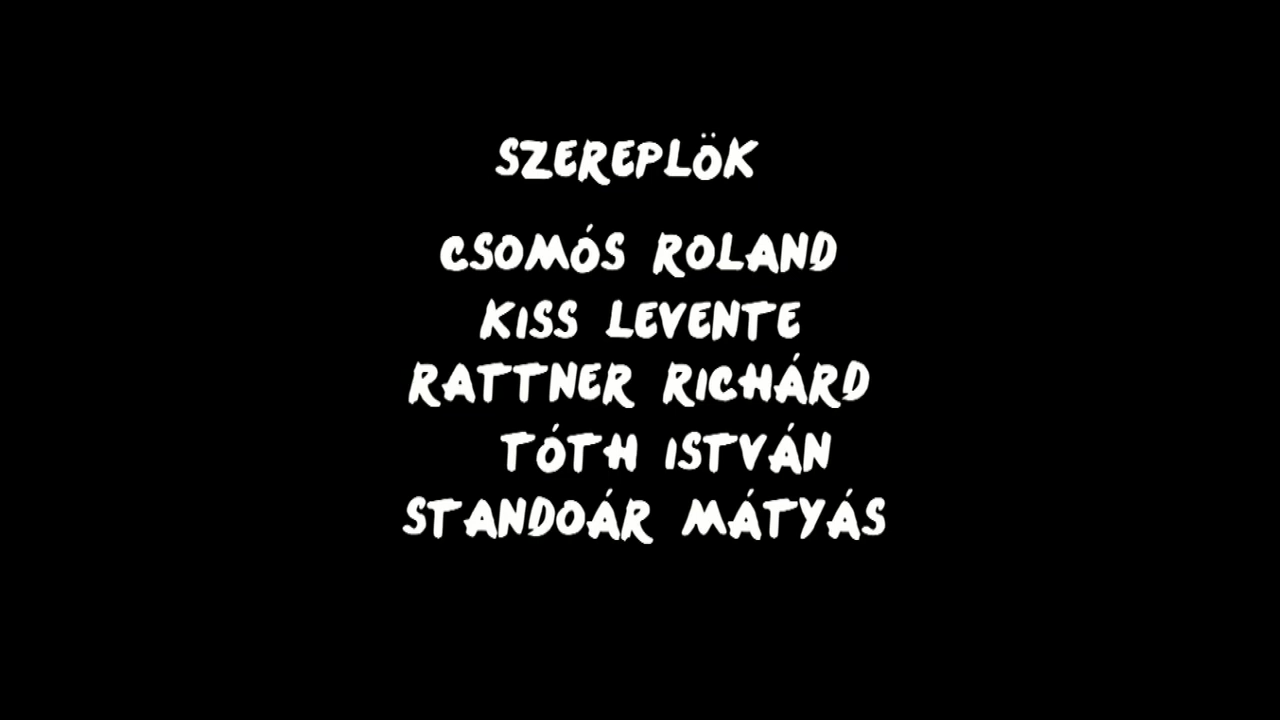 SZEREPLÖK
CSOMÓS ROLAND
KISS LEVENTE
RATTNER RICHÁRD
TÓTH ISTVÁN
STANDOÁR MÁTYÁS